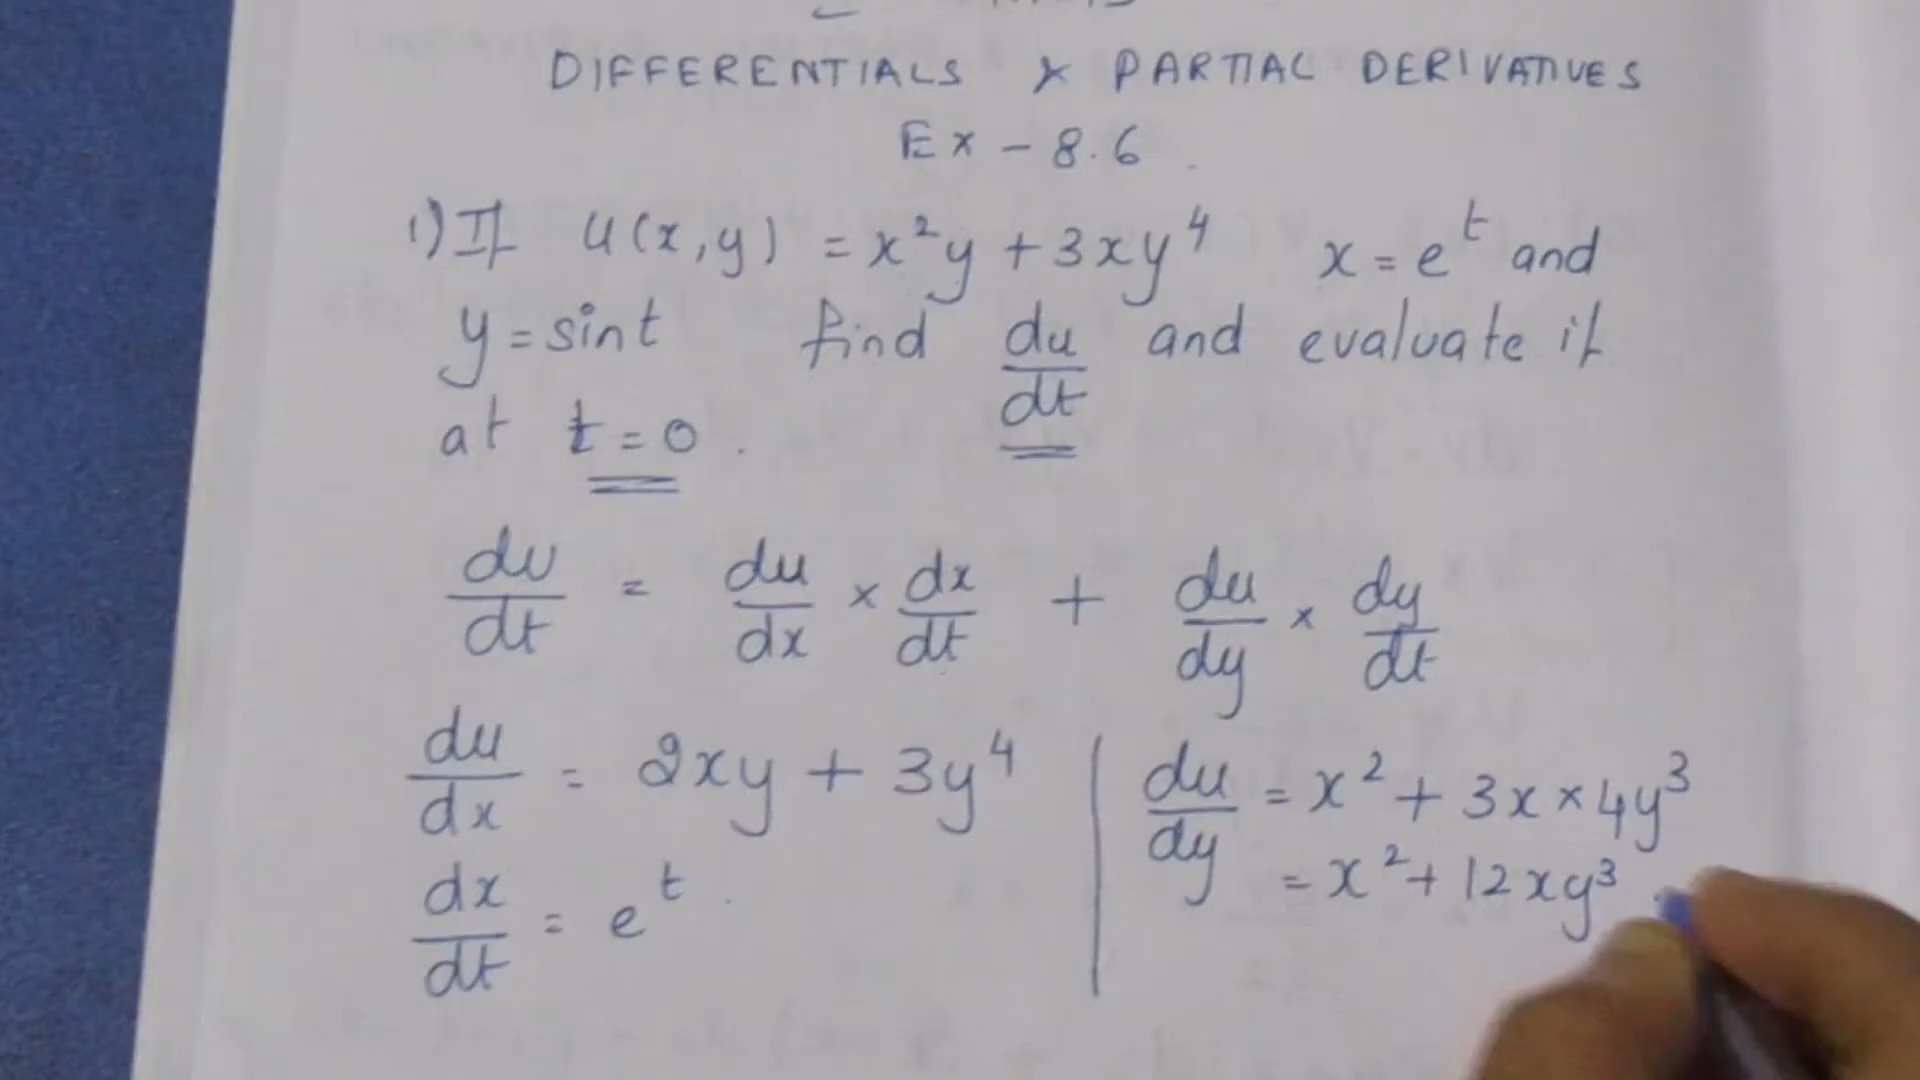 DIFFERENTIALS & PARTIAL DERIVATIVES
Ex - 8.6
1) If u(x,y) = x²y + 3xy⁴ x = e^t and
y = sint find du/dt and evaluate it
at t = 0.
du/dt = du/dx × dx/dt + du/dy × dy/dt
du/dx = 2xy + 3y⁴
dx/dt = e^t.
du/dy = x² + 3x × 4y³
= x² + 12xy³